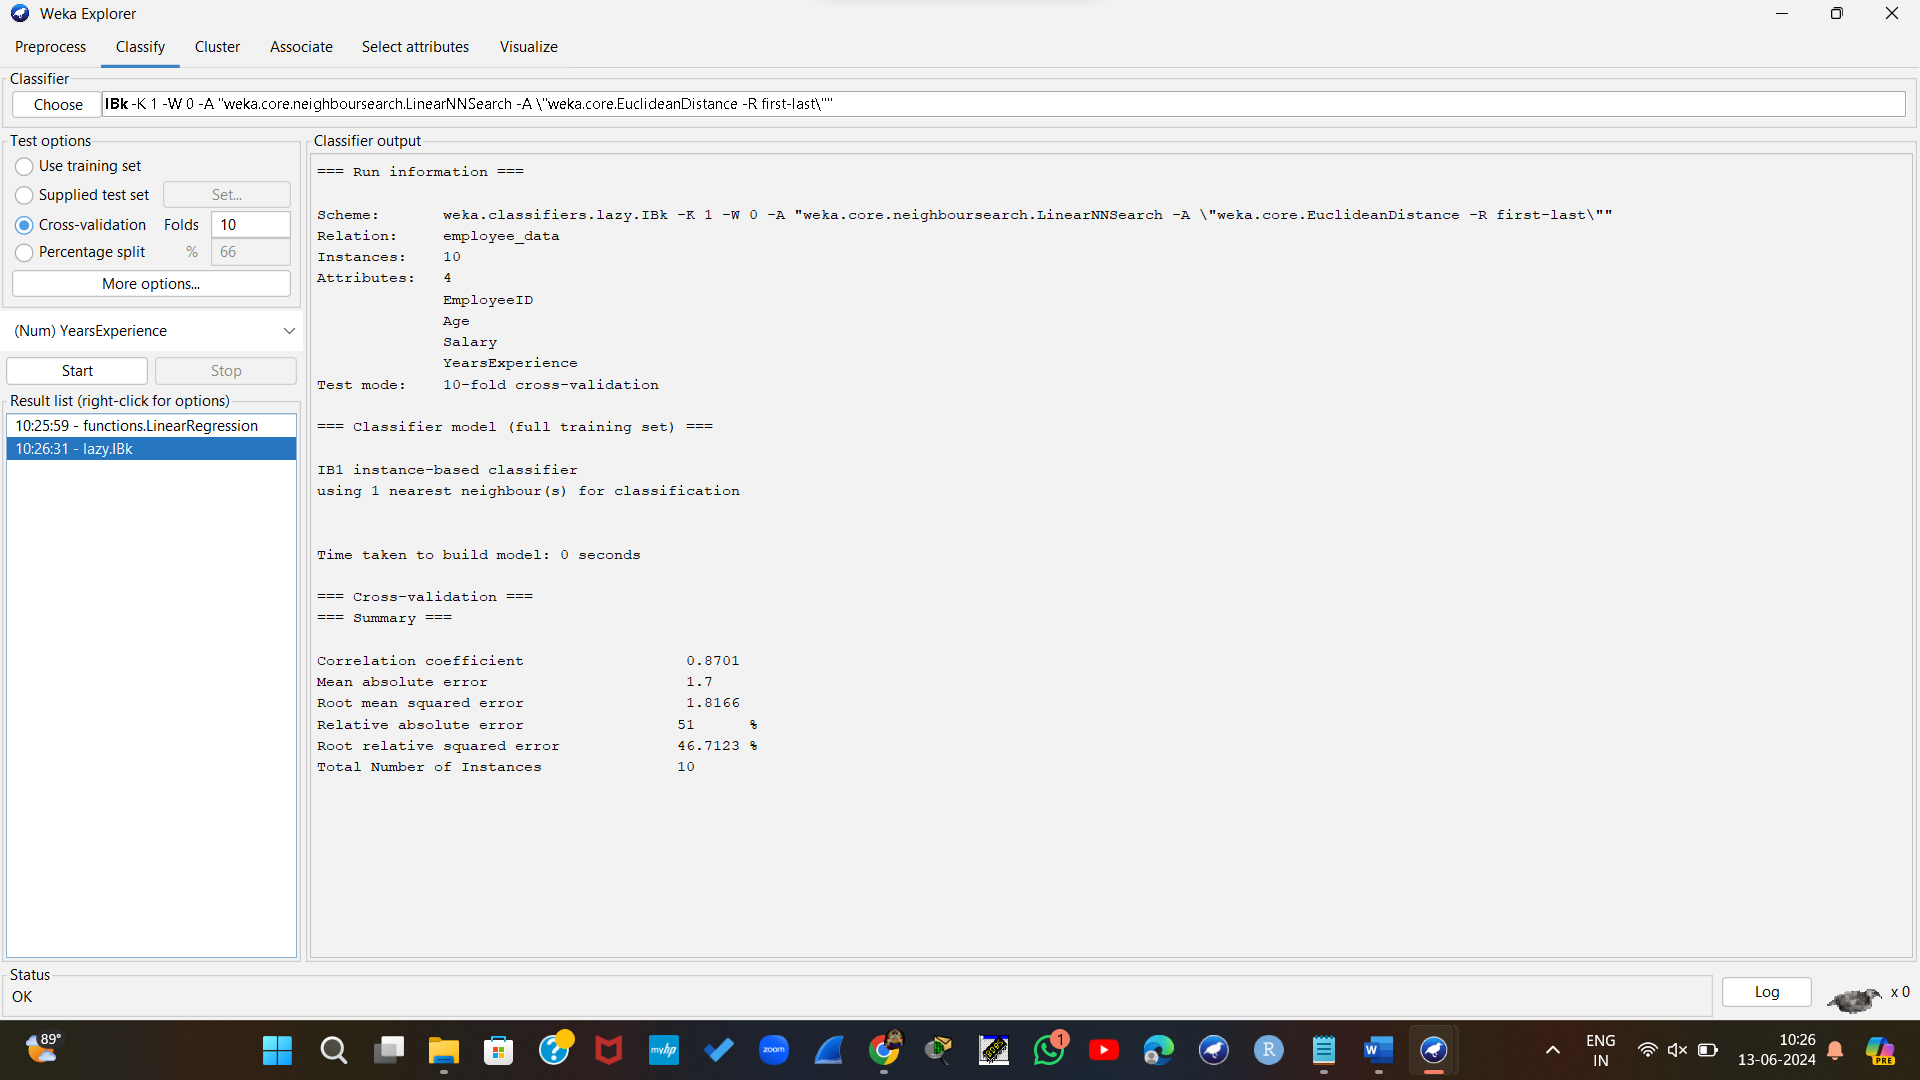 Weka Explorer
Preprocess Classify Cluster Associate Select attributes Visualize
Classifier
Choose IBk -K 1 -W 0 -A "weka.core.neighboursearch.LinearNNSearch -A \"weka.core.EuclideanDistance -R first-last\""
Test options
Use training set
Supplied test set Set...
Cross-validation Folds 10
Percentage split % 66
More options...
(Num) YearsExperience
Start Stop
Result list (right-click for options)
10:25:59 - functions.LinearRegression
10:26:31 - lazy.IBk
Classifier output
=== Run information ===
Scheme: weka.classifiers.lazy.IBk -K 1 -W 0 -A "weka.core.neighboursearch.LinearNNSearch -A \"weka.core.EuclideanDistance -R first-last\""
Relation: employee_data
Instances: 10
Attributes: 4
EmployeeID
Age
Salary
YearsExperience
Test mode: 10-fold cross-validation
=== Classifier model (full training set) ===
IB1 instance-based classifier
using 1 nearest neighbour(s) for classification
Time taken to build model: 0 seconds
=== Cross-validation ===
=== Summary ===
Correlation coefficient 0.8701
Mean absolute error 1.7
Root mean squared error 1.8166
Relative absolute error 51 %
Root relative squared error 46.7123 %
Total Number of Instances 10
Status
OK
Log
x 0
89°
myhp
zoom
1
R
W
ENG
IN
10:26
13-06-2024
PRE